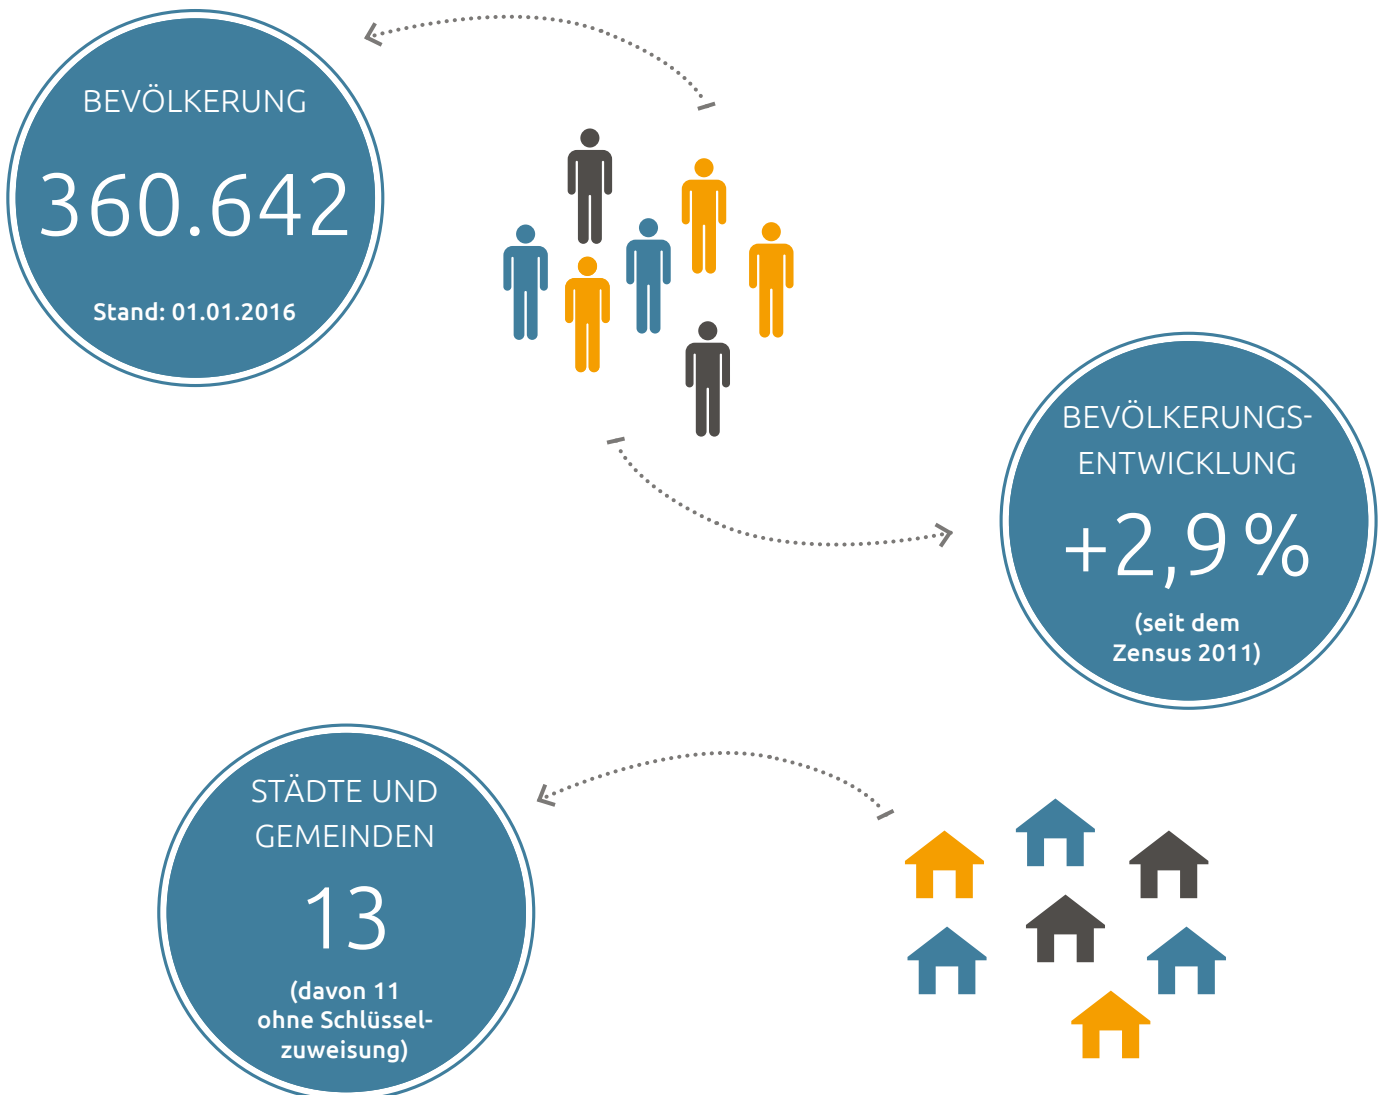 BEVÖLKERUNG
360.642
Stand: 01.01.2016
BEVÖLKERUNGS-
ENTWICKLUNG
+2,9 %
(seit dem
Zensus 2011)
STÄDTE UND
GEMEINDEN
13
(davon 11
ohne Schlüssel-
zuweisung)